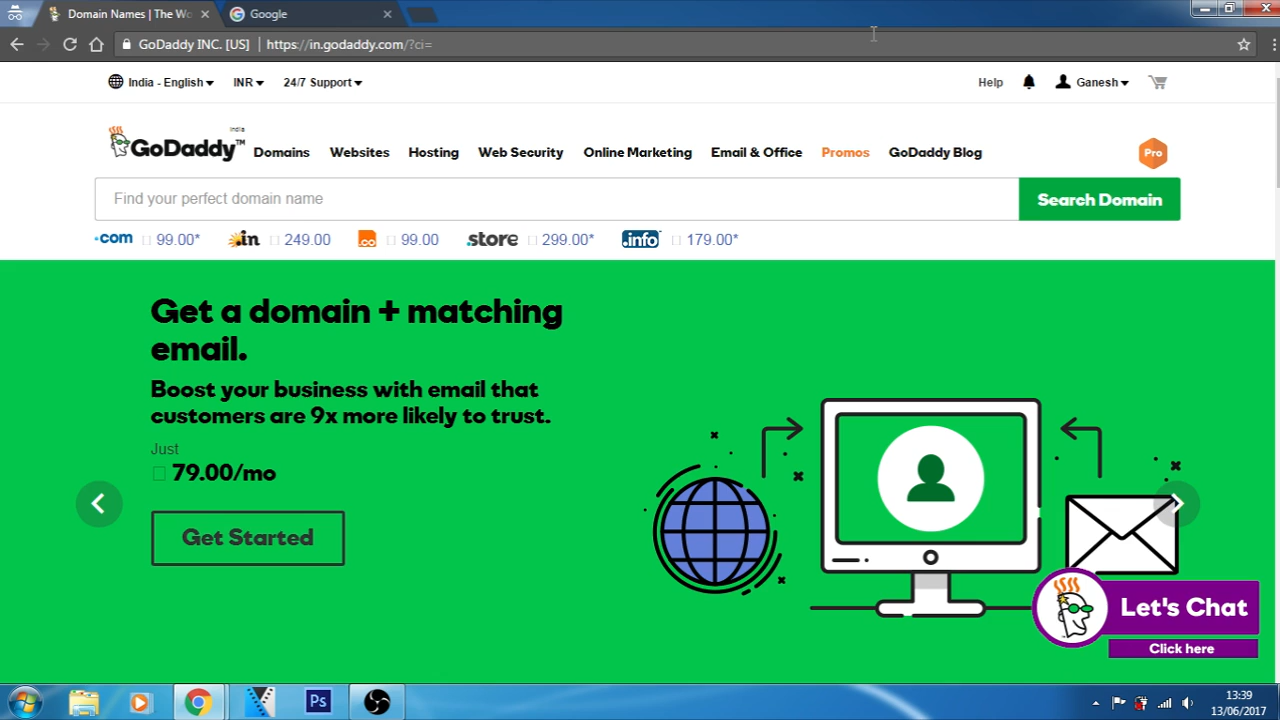 Domain Names | The Wo
Google
GoDaddy INC. [US] https://in.godaddy.com/?ci=
India - English INR 24/7 Support Help Ganesh
India
GoDaddy™ Domains Websites Hosting Web Security Online Marketing Email & Office Promos GoDaddy Blog Pro
Find your perfect domain name Search Domain
.com 99.00* .in 249.00 .co 99.00 .store 299.00* .info 179.00*
Get a domain + matching
email.
Boost your business with email that
customers are 9x more likely to trust.
Just
79.00/mo
Get Started
Let's Chat
Click here
Ps
13:39
13/06/2017